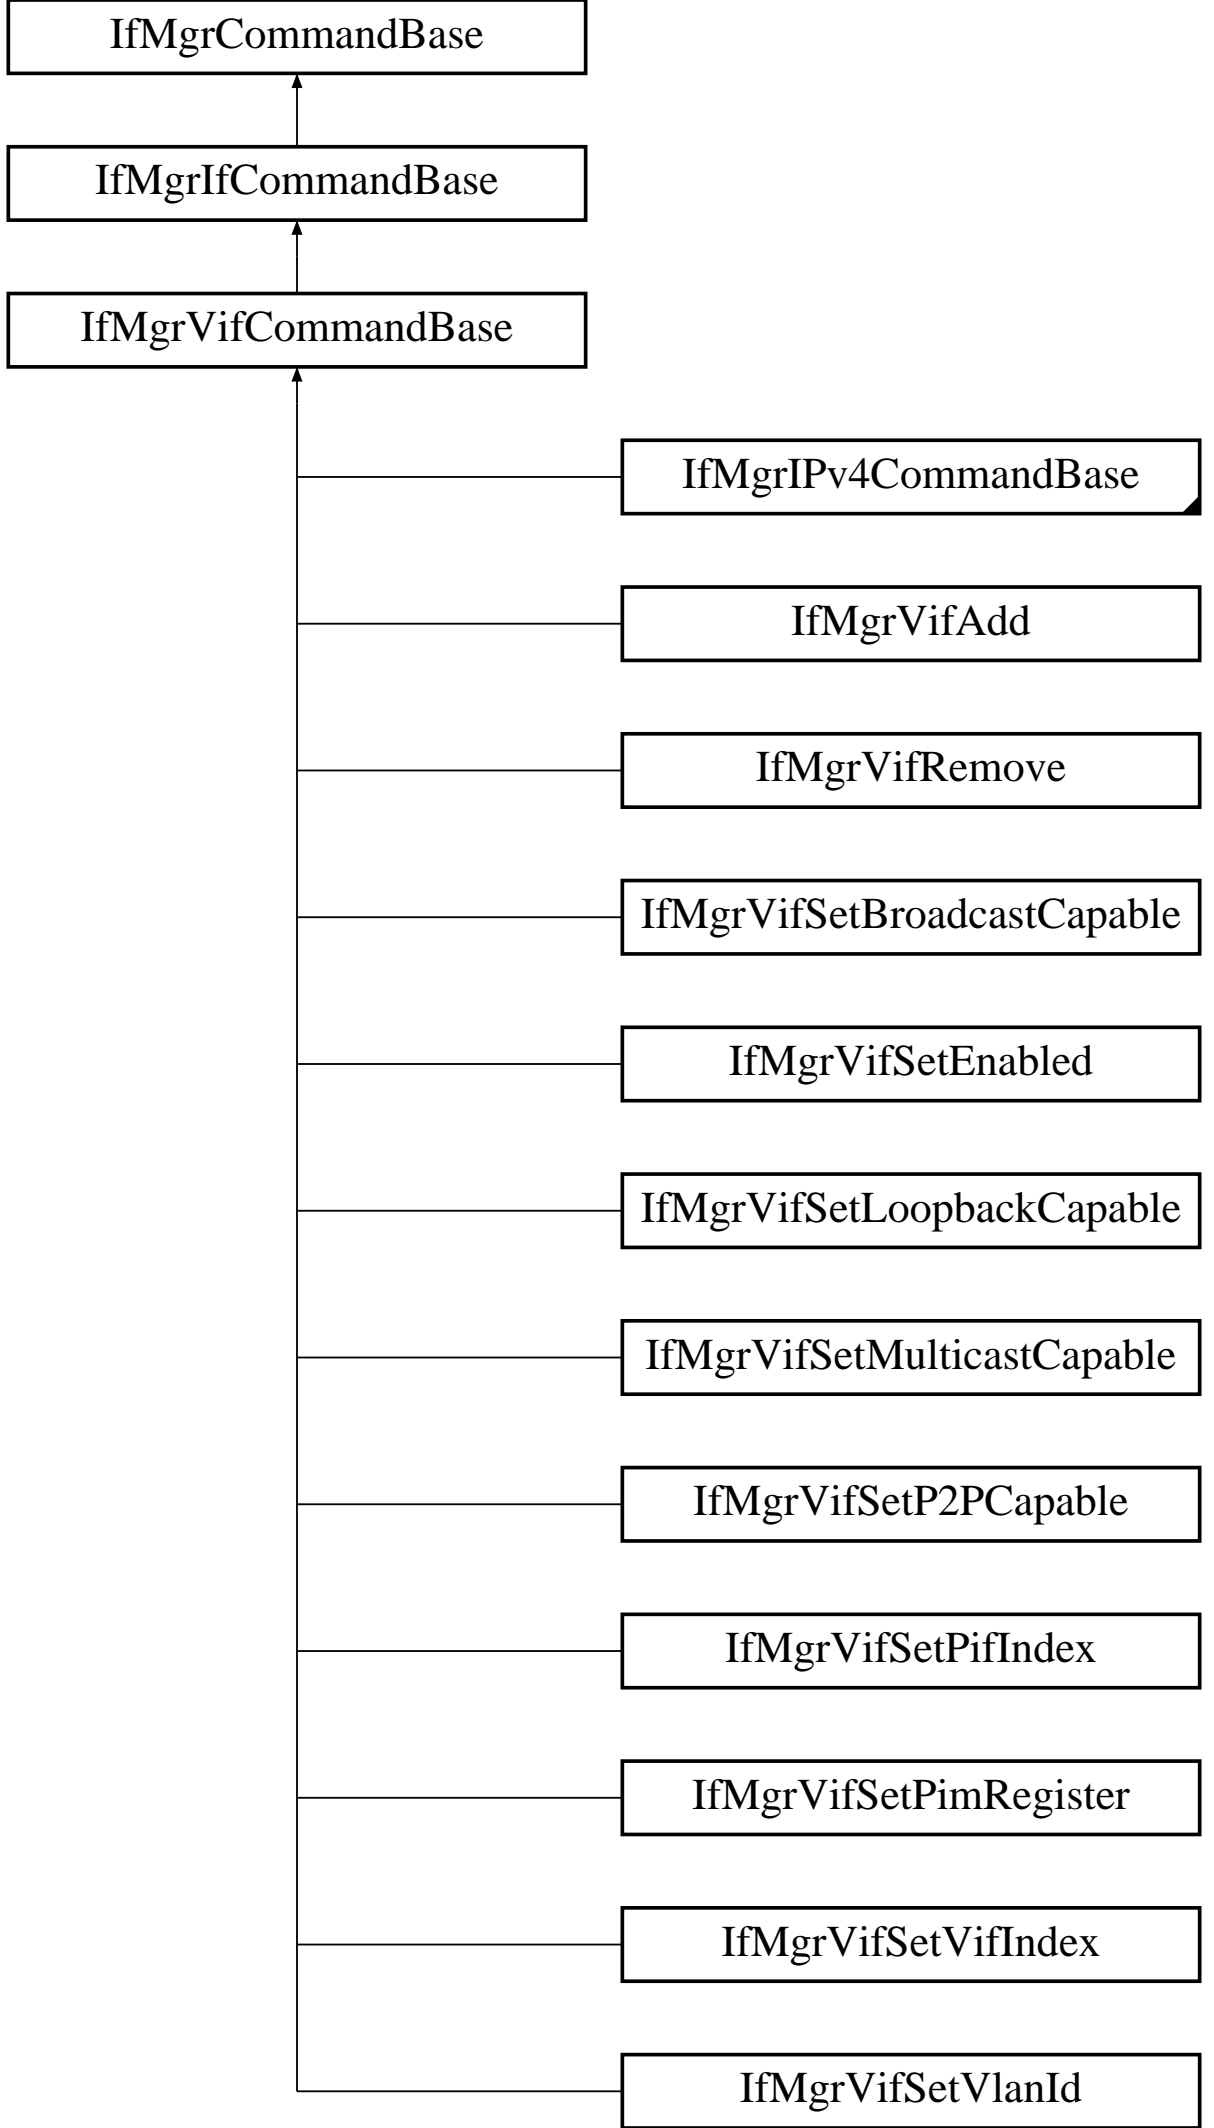 IfMgrCommandBase
IfMgrIfCommandBase
IfMgrVifCommandBase
IfMgrIPv4CommandBase
IfMgrVifAdd
IfMgrVifRemove
IfMgrVifSetBroadcastCapable
IfMgrVifSetEnabled
IfMgrVifSetLoopbackCapable
IfMgrVifSetMulticastCapable
IfMgrVifSetP2PCapable
IfMgrVifSetPifIndex
IfMgrVifSetPimRegister
IfMgrVifSetVifIndex
IfMgrVifSetVlanId